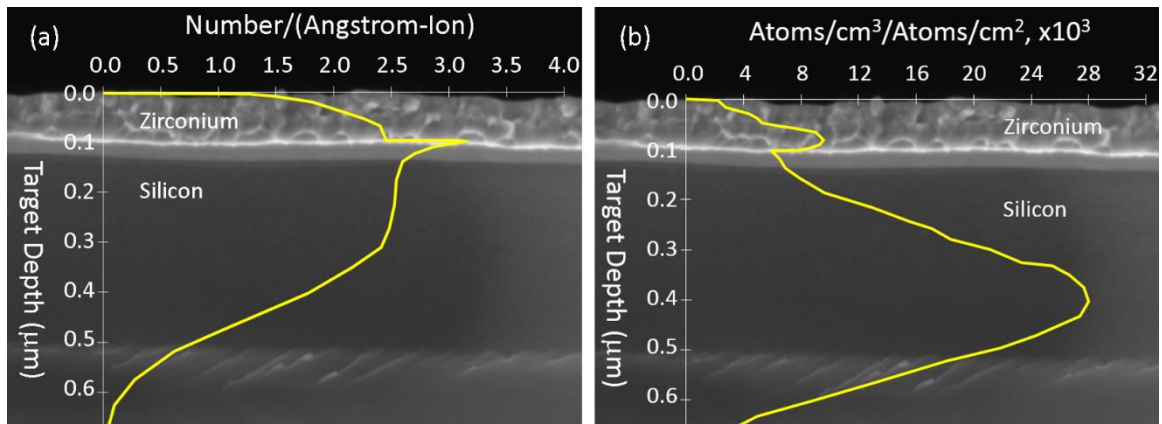 (a)
Number/(Angstrom-Ion)
0.0 0.5 1.0 1.5 2.0 2.5 3.0 3.5 4.0
0.0
Zirconium
0.1
Silicon
0.2
0.3
0.4
0.5
0.6
Target Depth (μm)
(b)
Atoms/cm³/Atoms/cm², x10³
0.0 4 8 12 16 20 24 28 32
0.0
Zirconium
0.1
0.2
Silicon
0.3
0.4
0.5
0.6
Target Depth (μm)